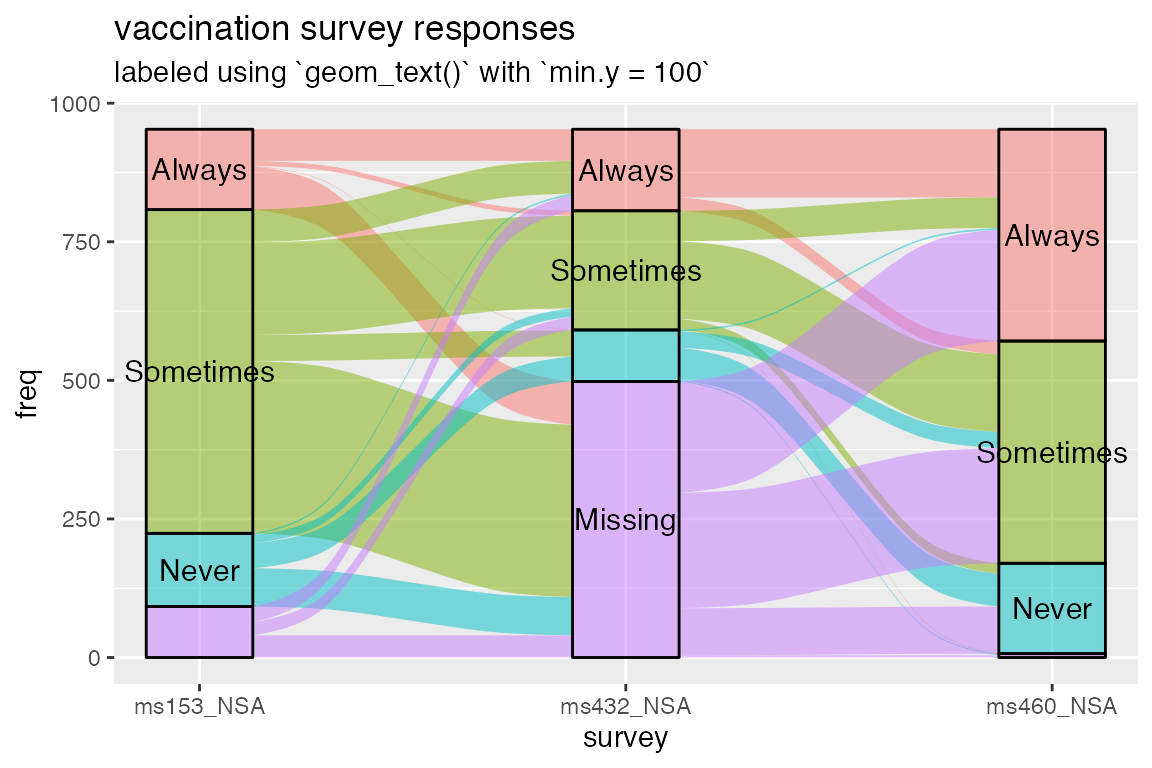 vaccination survey responses
labeled using `geom_text()` with `min.y = 100`
1000
750
500
250
0
freq
Always
Sometimes
Never
Always
Sometimes
Missing
Always
Sometimes
Never
ms153_NSA
ms432_NSA
ms460_NSA
survey